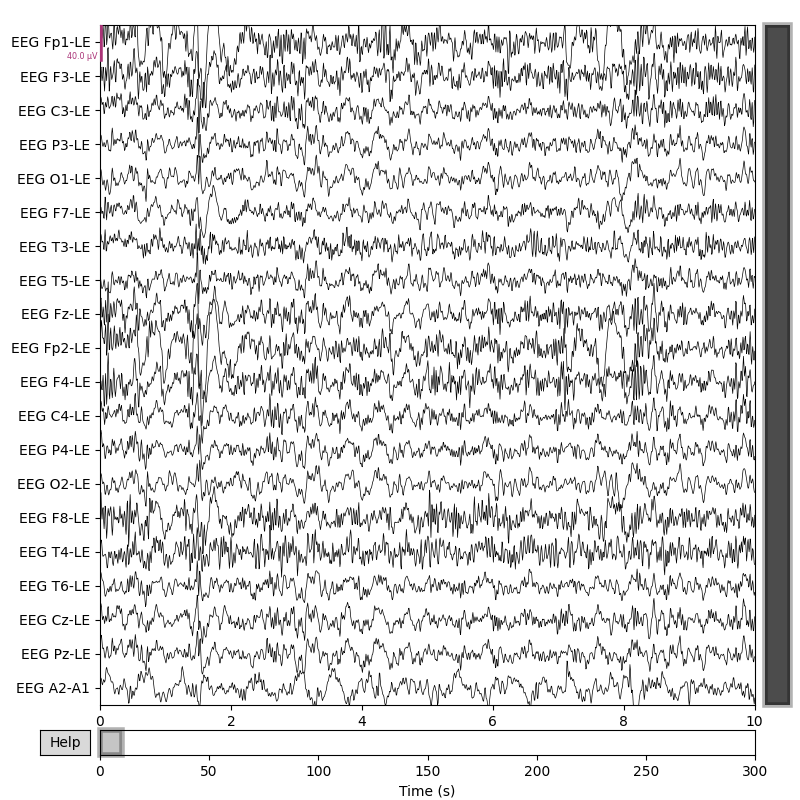 EEG Fp1-LE
40.0 µV
EEG F3-LE
EEG C3-LE
EEG P3-LE
EEG O1-LE
EEG F7-LE
EEG T3-LE
EEG T5-LE
EEG Fz-LE
EEG Fp2-LE
EEG F4-LE
EEG C4-LE
EEG P4-LE
EEG O2-LE
EEG F8-LE
EEG T4-LE
EEG T6-LE
EEG Cz-LE
EEG Pz-LE
EEG A2-A1
0 2 4 6 8 10
Help
0 50 100 150 200 250 300
Time (s)